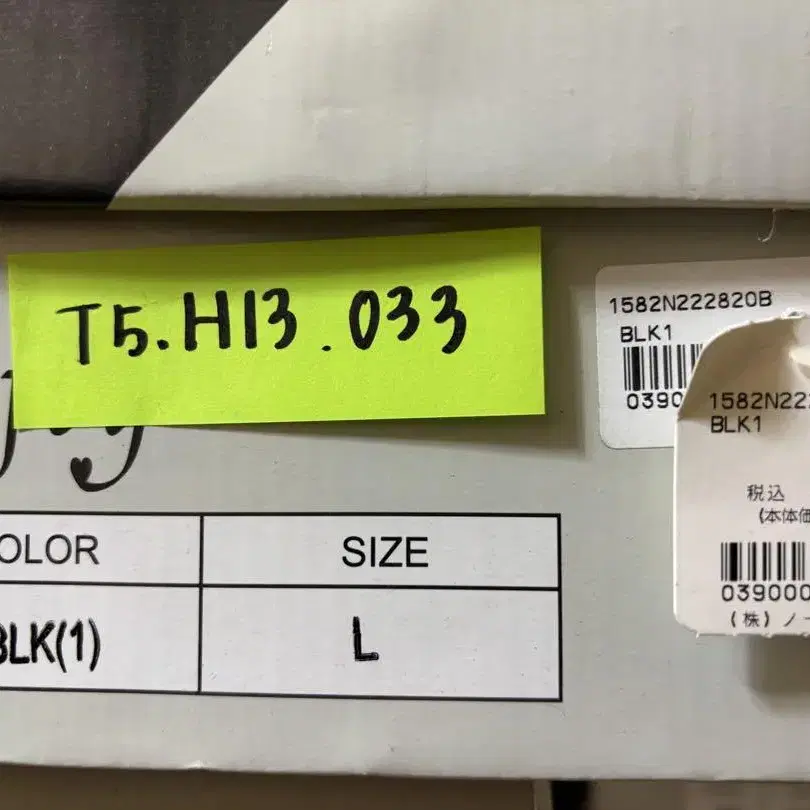 T5.H13.033
1582N222820B
BLK1
0390
1582N22
BLK1
税込
(本体価
039000
(株)ノー
OLOR SIZE
BLK(1) L